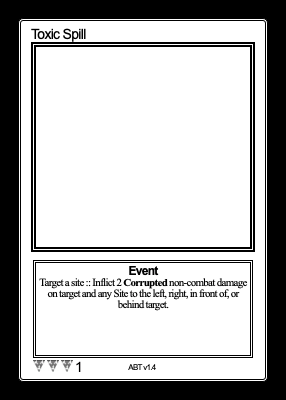 Toxic Spill
Event
Target a site :: Inflict 2 Corrupted non-combat damage
on target and any Site to the left, right, in front of, or
behind target.
1
ABT v1.4